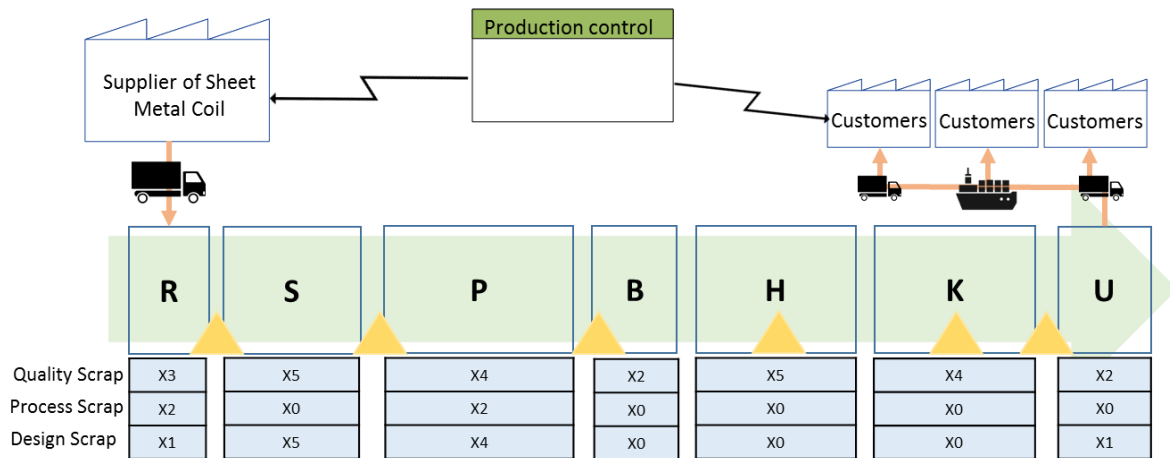 Production control
Supplier of Sheet
Metal Coil
Customers Customers Customers
R S P B H K U
Quality Scrap X3 X5 X4 X2 X5 X4 X2
Process Scrap X2 X0 X2 X0 X0 X0 X0
Design Scrap X1 X5 X4 X0 X0 X0 X1